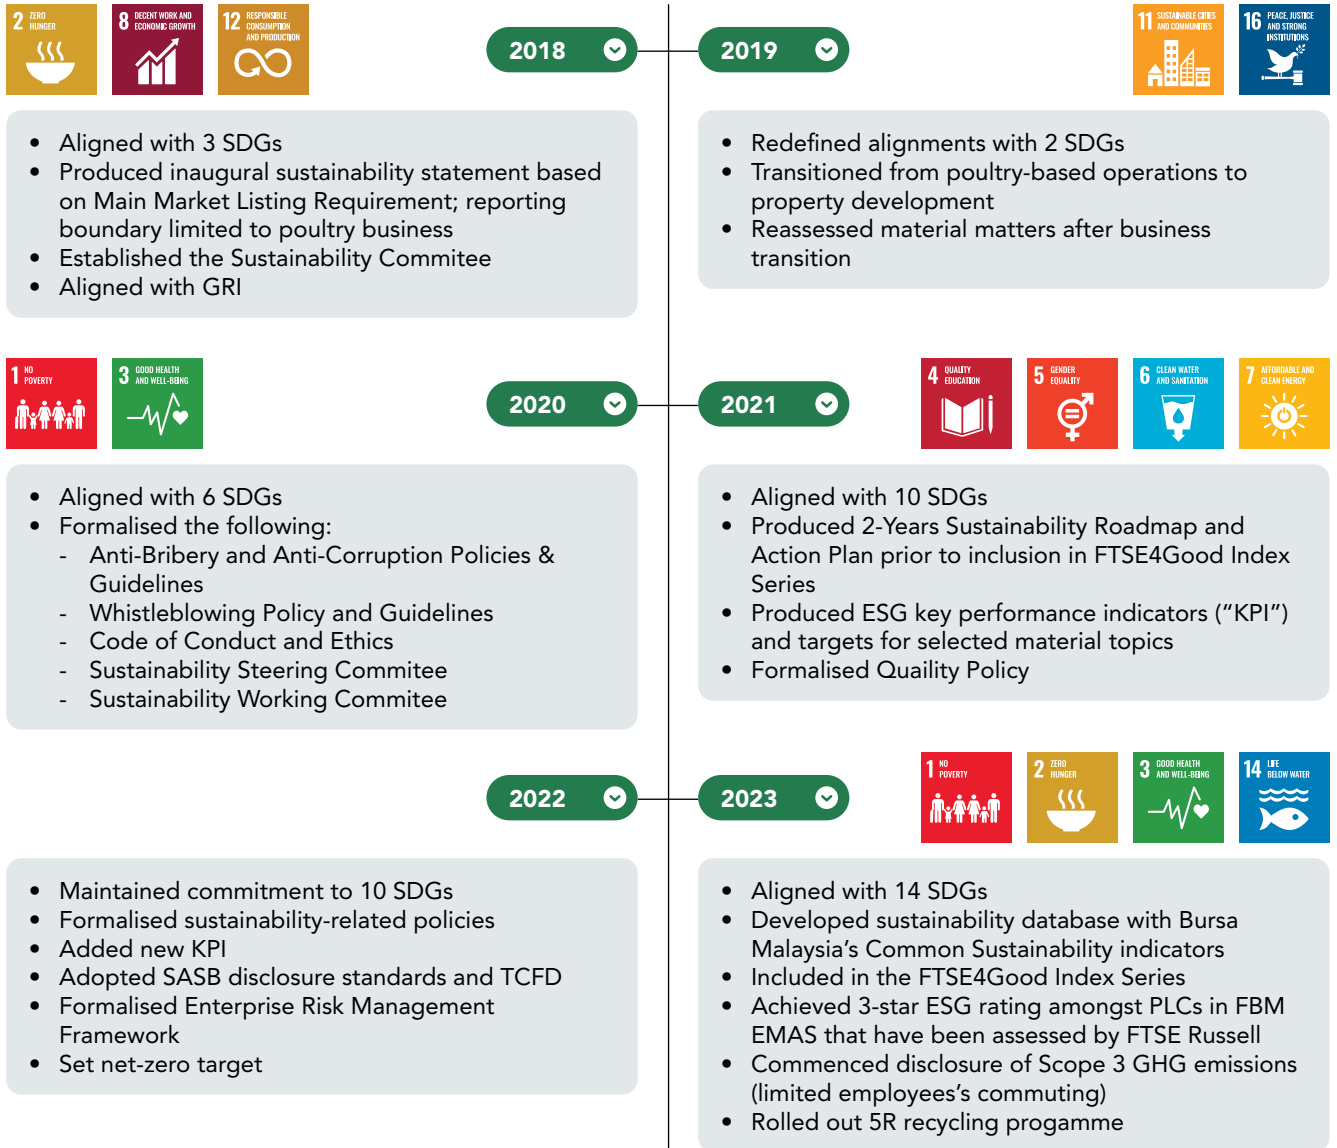 2 ZERO
HUNGER
8 DECENT WORK AND
ECONOMIC GROWTH
12 RESPONSIBLE
CONSUMPTION
AND PRODUCTION
2018
• Aligned with 3 SDGs
• Produced inaugural sustainability statement based
on Main Market Listing Requirement; reporting
boundary limited to poultry business
• Established the Sustainability Commitee
• Aligned with GRI
2019
11 SUSTAINABLE CITIES
AND COMMUNITIES
16 PEACE, JUSTICE
AND STRONG
INSTITUTIONS
• Redefined alignments with 2 SDGs
• Transitioned from poultry-based operations to
property development
• Reassessed material matters after business
transition
1 NO
POVERTY
3 GOOD HEALTH
AND WELL-BEING
2020
• Aligned with 6 SDGs
• Formalised the following:
- Anti-Bribery and Anti-Corruption Policies &
Guidelines
- Whistleblowing Policy and Guidelines
- Code of Conduct and Ethics
- Sustainability Steering Commitee
- Sustainability Working Commitee
2021
4 QUALITY
EDUCATION
5 GENDER
EQUALITY
6 CLEAN WATER
AND SANITATION
7 AFFORDABLE AND
CLEAN ENERGY
• Aligned with 10 SDGs
• Produced 2-Years Sustainability Roadmap and
Action Plan prior to inclusion in FTSE4Good Index
Series
• Produced ESG key performance indicators (“KPI”)
and targets for selected material topics
• Formalised Quaility Policy
2022
• Maintained commitment to 10 SDGs
• Formalised sustainability-related policies
• Added new KPI
• Adopted SASB disclosure standards and TCFD
• Formalised Enterprise Risk Management
Framework
• Set net-zero target
2023
1 NO
POVERTY
2 ZERO
HUNGER
3 GOOD HEALTH
AND WELL-BEING
14 LIFE
BELOW WATER
• Aligned with 14 SDGs
• Developed sustainability database with Bursa
Malaysia’s Common Sustainability indicators
• Included in the FTSE4Good Index Series
• Achieved 3-star ESG rating amongst PLCs in FBM
EMAS that have been assessed by FTSE Russell
• Commenced disclosure of Scope 3 GHG emissions
(limited employees’s commuting)
• Rolled out 5R recycling progamme